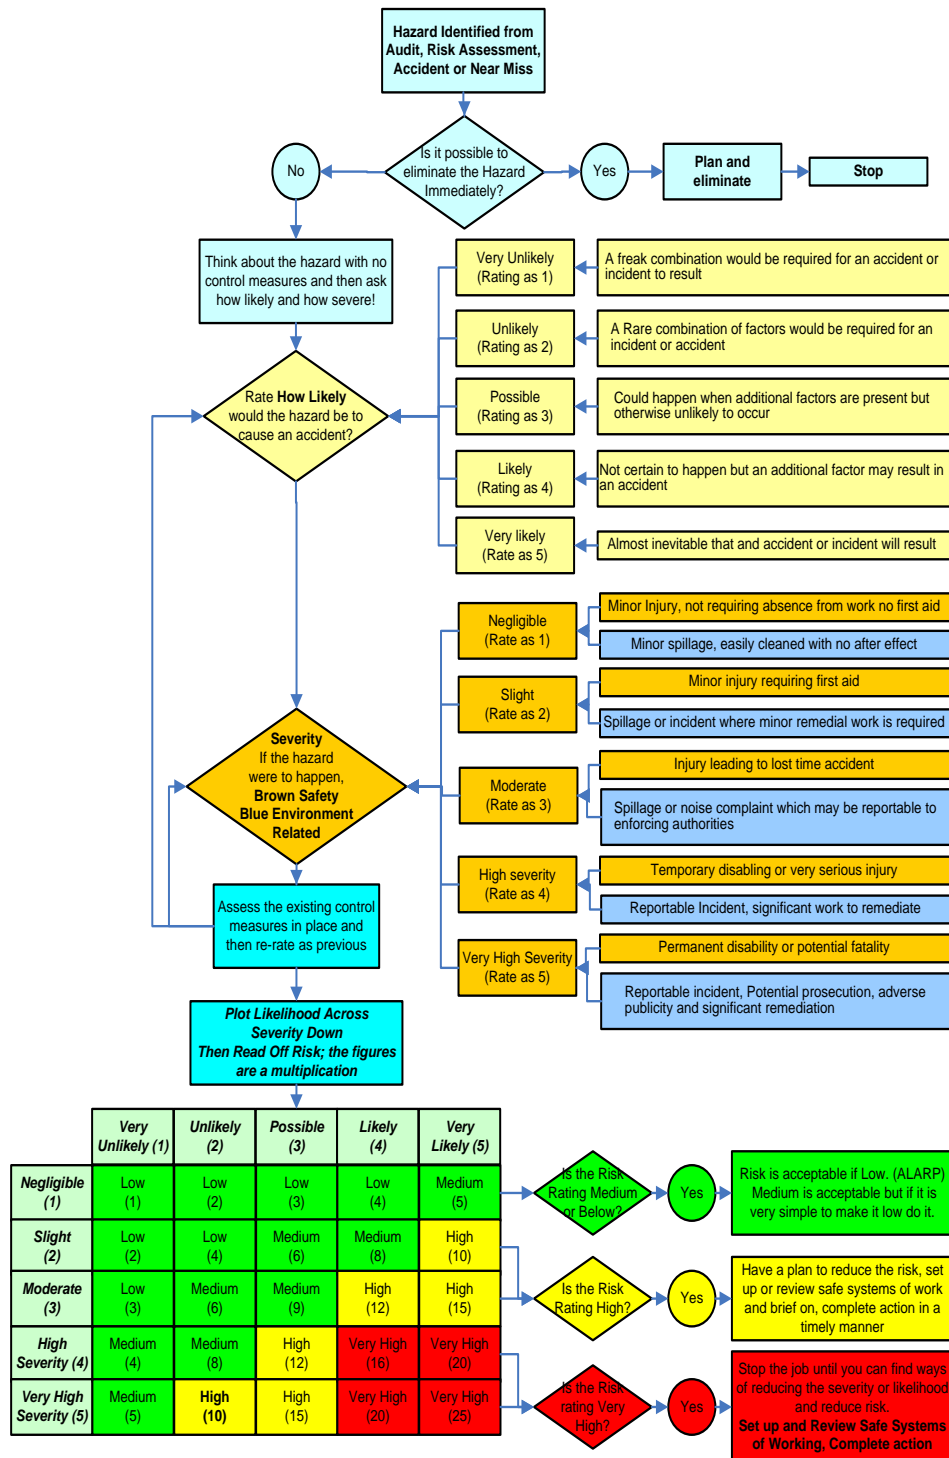 Hazard Identified from
Audit, Risk Assessment,
Accident or Near Miss
Is it possible to
eliminate the Hazard
Immediately?
No
Yes
Plan and
eliminate
Stop
Think about the hazard with no
control measures and then ask
how likely and how severe!
Very Unlikely
(Rating as 1)
A freak combination would be required for an accident or
incident to result
Unlikely
(Rating as 2)
A Rare combination of factors would be required for an
incident or accident
Rate How Likely
would the hazard be to
cause an accident?
Possible
(Rating as 3)
Could happen when additional factors are present but
otherwise unlikely to occur
Likely
(Rating as 4)
Not certain to happen but an additional factor may result in
an accident
Very likely
(Rate as 5)
Almost inevitable that and accident or incident will result
Negligible
(Rate as 1)
Minor Injury, not requiring absence from work no first aid
Minor spillage, easily cleaned with no after effect
Slight
(Rate as 2)
Minor injury requiring first aid
Spillage or incident where minor remedial work is required
Severity
If the hazard
were to happen,
Brown Safety
Blue Environment
Related
Moderate
(Rate as 3)
Injury leading to lost time accident
Spillage or noise complaint which may be reportable to
enforcing authorities
High severity
(Rate as 4)
Temporary disabling or very serious injury
Reportable Incident, significant work to remediate
Assess the existing control
measures in place and
then re-rate as previous
Very High Severity
(Rate as 5)
Permanent disability or potential fatality
Reportable incident, Potential prosecution, adverse
publicity and significant remediation
Plot Likelihood Across
Severity Down
Then Read Off Risk; the figures
are a multiplication
Very
Unlikely (1)
Unlikely
(2)
Possible
(3)
Likely
(4)
Very
Likely (5)
Negligible
(1)
Low
(1)
Low
(2)
Low
(3)
Low
(4)
Medium
(5)
Slight
(2)
Low
(2)
Low
(4)
Medium
(6)
Medium
(8)
High
(10)
Moderate
(3)
Low
(3)
Medium
(6)
Medium
(9)
High
(12)
High
(15)
High
Severity (4)
Medium
(4)
Medium
(8)
High
(12)
Very High
(16)
Very High
(20)
Very High
Severity (5)
Medium
(5)
High
(10)
High
(15)
Very High
(20)
Very High
(25)
Is the Risk
Rating Medium
or Below?
Yes
Risk is acceptable if Low. (ALARP)
Medium is acceptable but if it is
very simple to make it low do it.
Is the Risk
Rating High?
Yes
Have a plan to reduce the risk, set
up or review safe systems of work
and brief on, complete action in a
timely manner
Is the Risk
rating Very
High?
Yes
Stop the job until you can find ways
of reducing the severity or likelihood
and reduce risk.
Set up and Review Safe Systems
of Working, Complete action